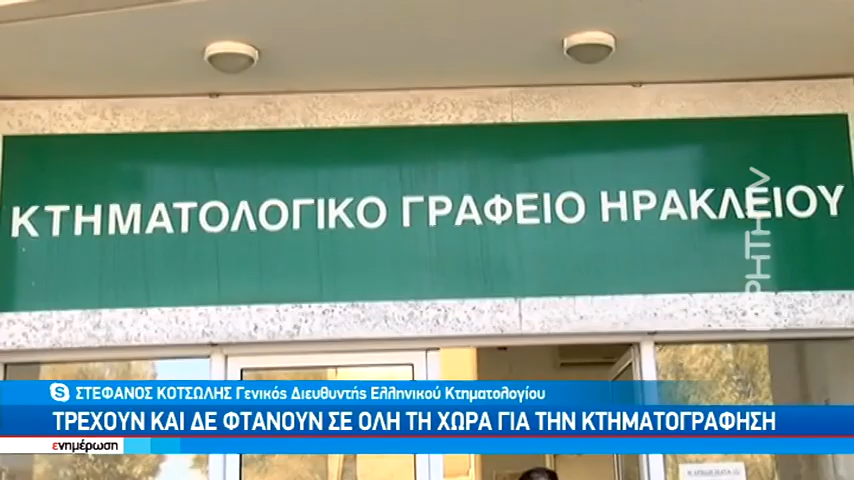 ΚΤΗΜΑΤΟΛΟΓΙΚΟ ΓΡΑΦΕΙΟ ΗΡΑΚΛΕΙΟΥ
ΚΡΗΤΗTV
ΣΤΕΦΑΝΟΣ ΚΟΤΣΩΛΗΣ Γενικός Διευθυντής Ελληνικού Κτηματολογίου
ΤΡΕΧΟΥΝ ΚΑΙ ΔΕ ΦΤΑΝΟΥΝ ΣΕ ΟΛΗ ΤΗ ΧΩΡΑ ΓΙΑ ΤΗΝ ΚΤΗΜΑΤΟΓΡΑΦΗΣΗ
ενημέρωση